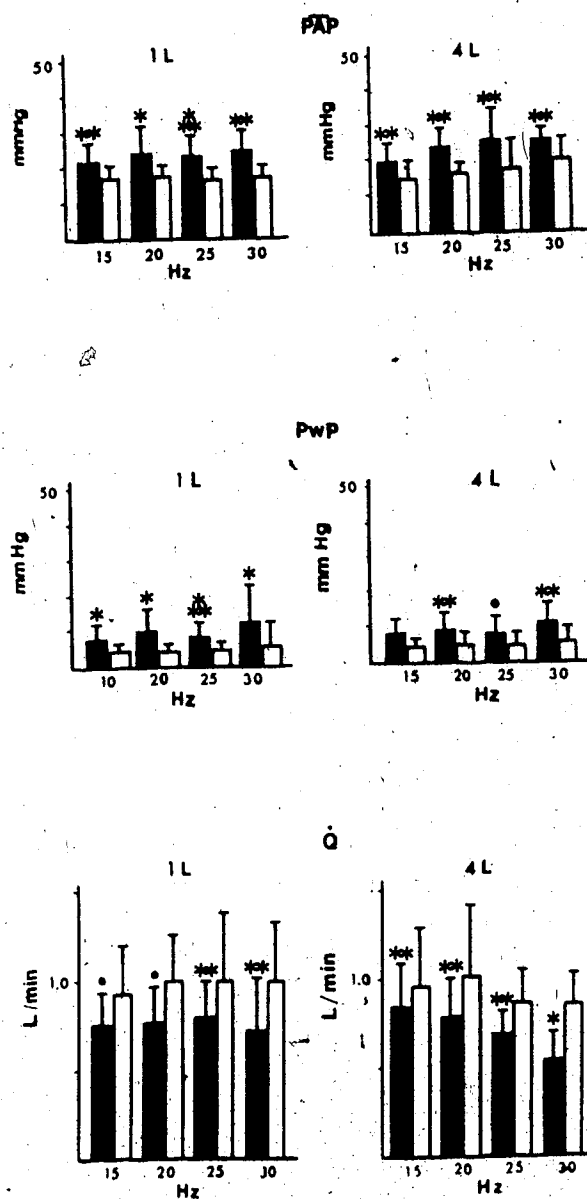 PAP
1 L
4 L
50
50
mmHg
mmHg
** * * ** **
** ** ** **
15 20 25 30
15 20 25 30
Hz
Hz
PwP
1 L
4 L
50
50
mm Hg
mm Hg
* * * ** *
** • **
10 20 25 30
15 20 25 30
Hz
Hz
Q̇
1 L
4 L
1.0
1.0
L/min
L/min
• • ** **
** ** ** *
15 20 25 30
15 20 25 30
Hz
Hz